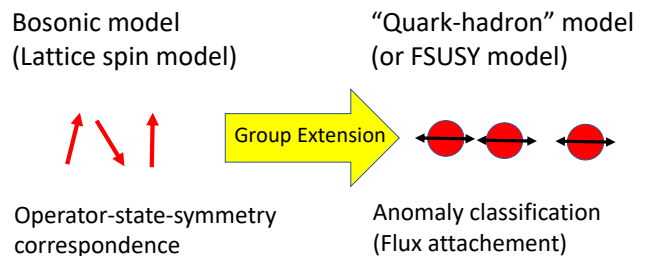 Bosonic model
(Lattice spin model)
“Quark-hadron” model
(or FSUSY model)
Group Extension
Operator-state-symmetry
correspondence
Anomaly classification
(Flux attachement)